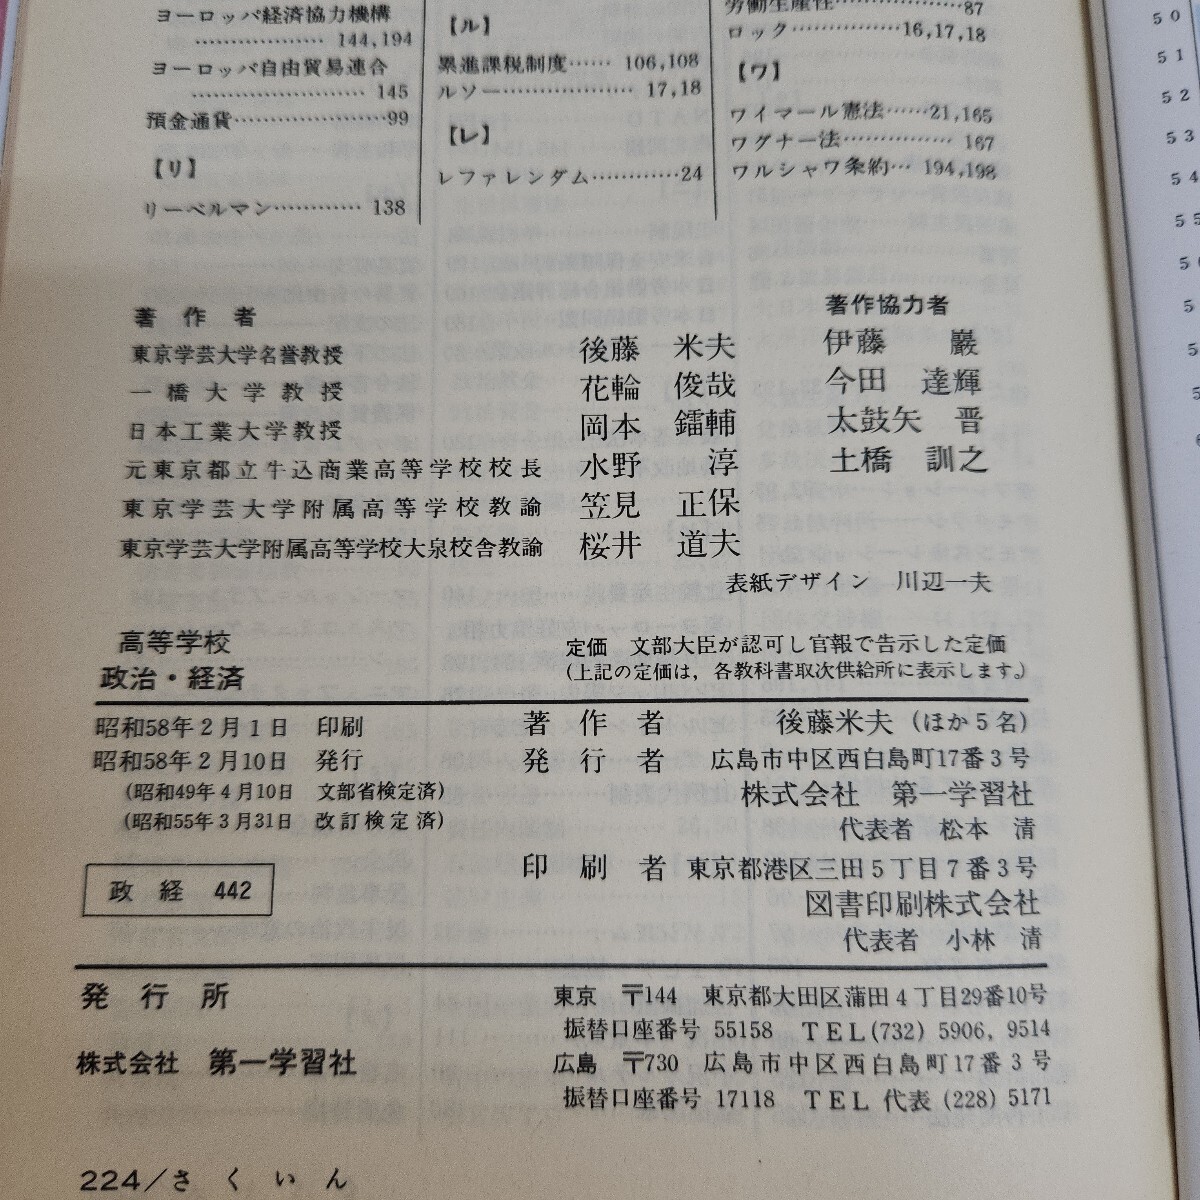 ヨーロッパ経済協力機構
……………… 144,194
ヨーロッパ自由貿易連合
…………………… 145
預金通貨…………………99
【リ】
リーベルマン………… 138
【ル】
累進課税制度…… 106,108
ルソー……………… 17,18
【レ】
レファレンダム…………24
労働生産性………………87
ロック…………… 16,17,18
【ワ】
ワイマール憲法……21,165
ワグナー法…………… 167
ワルシャワ条約… 194,198
著作者
著作協力者
東京学芸大学名誉教授 後藤 米夫 伊藤 巖
一橋大学教授 花輪 俊哉 今田 達輝
日本工業大学教授 岡本 鐳輔 太鼓矢 晋
元東京都立牛込商業高等学校校長 水野 淳 土橋 訓之
東京学芸大学附属高等学校教諭 笠見 正保
東京学芸大学附属高等学校大泉校舎教諭 桜井 道夫
表紙デザイン 川辺一夫
高等学校
政治・経済
定価 文部大臣が認可し官報で告示した定価
(上記の定価は,各教科書取次供給所に表示します。)
昭和58年2月1日 印刷
昭和58年2月10日 発行
(昭和49年4月10日 文部省検定済)
(昭和55年3月31日 改訂検定済)
政経 442
著作者 後藤米夫(ほか5名)
発行者 広島市中区西白島町17番3号
株式会社 第一学習社
代表者 松本 清
印刷者 東京都港区三田5丁目7番3号
図書印刷株式会社
代表者 小林 清
発行所
株式会社 第一学習社
東京 〒144 東京都大田区蒲田4丁目29番10号
振替口座番号 55158 TEL(732) 5906, 9514
広島 〒730 広島市中区西白島町17番3号
振替口座番号 17118 TEL 代表 (228) 5171
224/さくいん
50
51
52
53
54